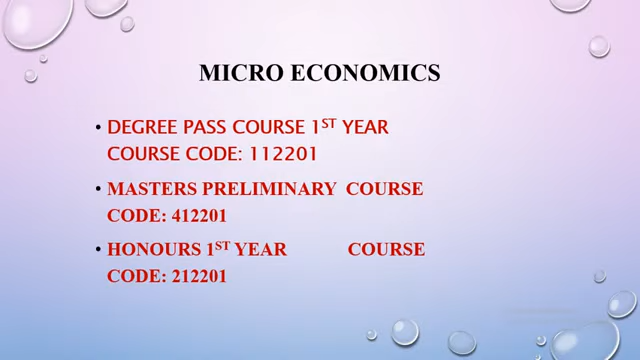 MICRO ECONOMICS
• DEGREE PASS COURSE 1ST YEAR
COURSE CODE: 112201
• MASTERS PRELIMINARY COURSE
CODE: 412201
• HONOURS 1ST YEAR COURSE
CODE: 212201